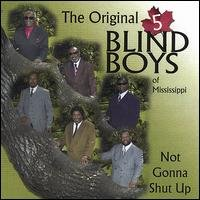 The Original 5
BLIND BOYS
of Mississippi
Not
Gonna
Shut Up